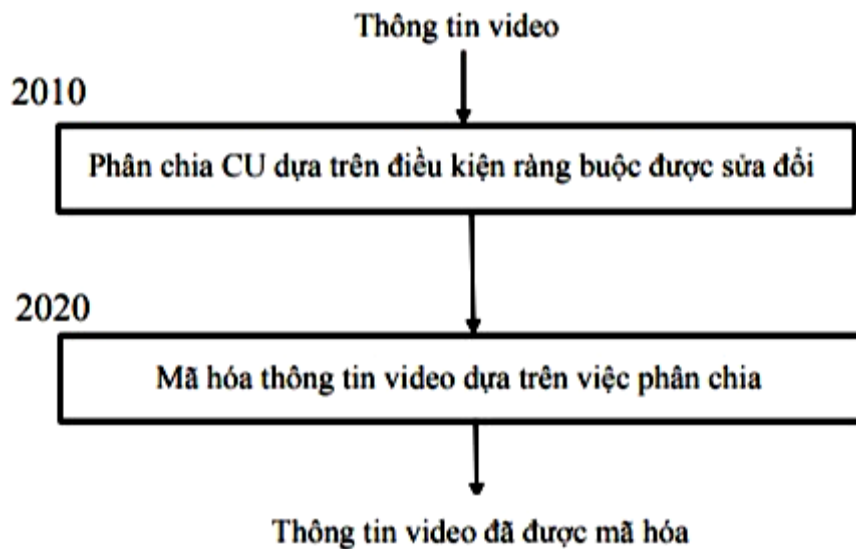 Thông tin video
2010
Phân chia CU dựa trên điều kiện ràng buộc được sửa đổi
2020
Mã hóa thông tin video dựa trên việc phân chia
Thông tin video đã được mã hóa